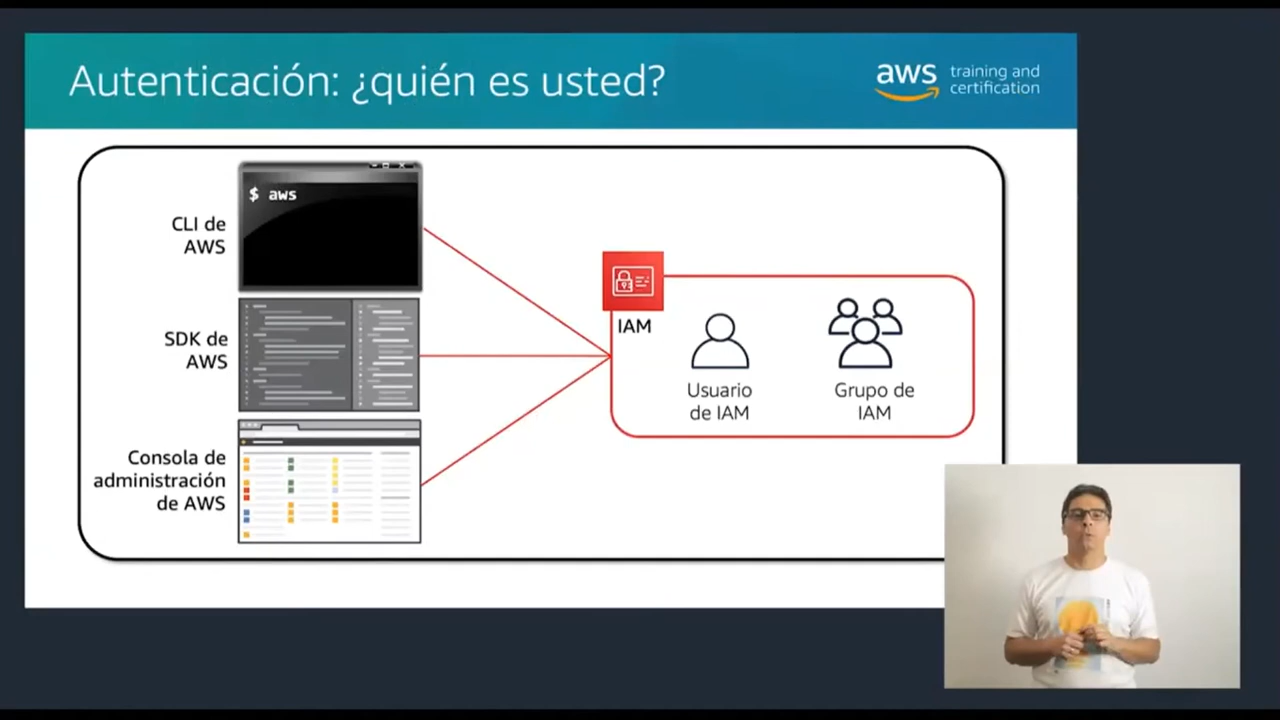 Autenticación: ¿quién es usted?
aws training and
certification
$ aws
CLI de
AWS
SDK de
AWS
Consola de
administración
de AWS
IAM
Usuario
de IAM
Grupo de
IAM